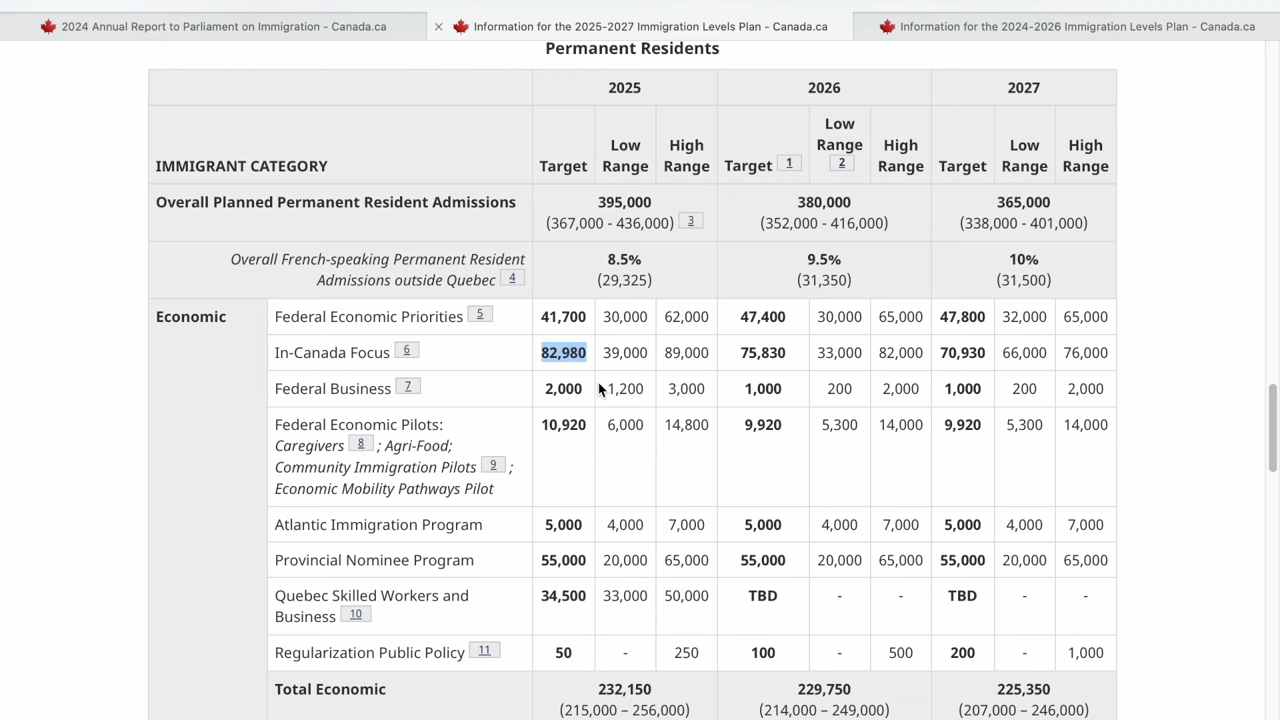 2024 Annual Report to Parliament on Immigration - Canada.ca
Information for the 2025-2027 Immigration Levels Plan - Canada.ca
Information for the 2024-2026 Immigration Levels Plan - Canada.ca
Permanent Residents
2025 2026 2027
IMMIGRANT CATEGORY Target Low Range High Range Target 1 Low Range 2 High Range Target Low Range High Range
Overall Planned Permanent Resident Admissions 395,000 380,000 365,000
(367,000 - 436,000) 3 (352,000 - 416,000) (338,000 - 401,000)
Overall French-speaking Permanent Resident 8.5% 9.5% 10%
Admissions outside Quebec 4 (29,325) (31,350) (31,500)
Economic Federal Economic Priorities 5 41,700 30,000 62,000 47,400 30,000 65,000 47,800 32,000 65,000
In-Canada Focus 6 82,980 39,000 89,000 75,830 33,000 82,000 70,930 66,000 76,000
Federal Business 7 2,000 1,200 3,000 1,000 200 2,000 1,000 200 2,000
Federal Economic Pilots: 10,920 6,000 14,800 9,920 5,300 14,000 9,920 5,300 14,000
Caregivers 8 ; Agri-Food;
Community Immigration Pilots 9 ;
Economic Mobility Pathways Pilot
Atlantic Immigration Program 5,000 4,000 7,000 5,000 4,000 7,000 5,000 4,000 7,000
Provincial Nominee Program 55,000 20,000 65,000 55,000 20,000 65,000 55,000 20,000 65,000
Quebec Skilled Workers and 34,500 33,000 50,000 TBD - - TBD - -
Business 10
Regularization Public Policy 11 50 - 250 100 - 500 200 - 1,000
Total Economic 232,150 229,750 225,350
(215,000 – 256,000) (214,000 – 249,000) (207,000 – 246,000)